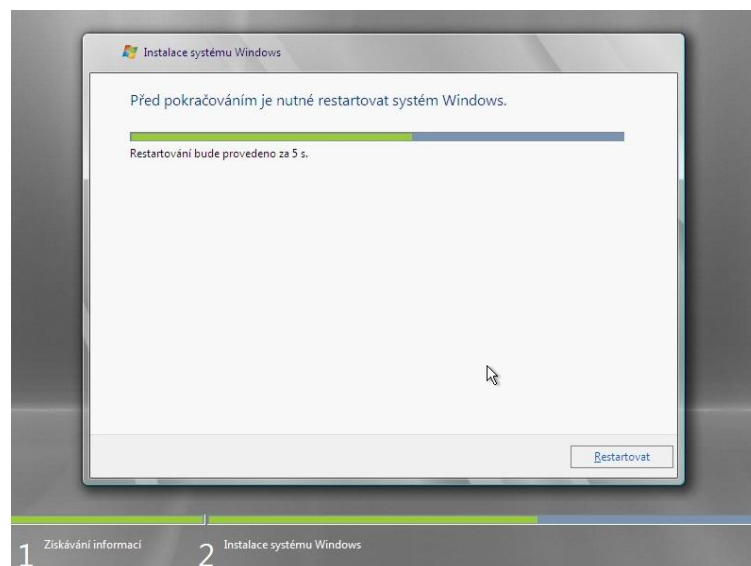 Instalace systému Windows
Před pokračováním je nutné restartovat systém Windows.
Restartování bude provedeno za 5 s.
Restartovat
1 Získávání informací
2 Instalace systému Windows